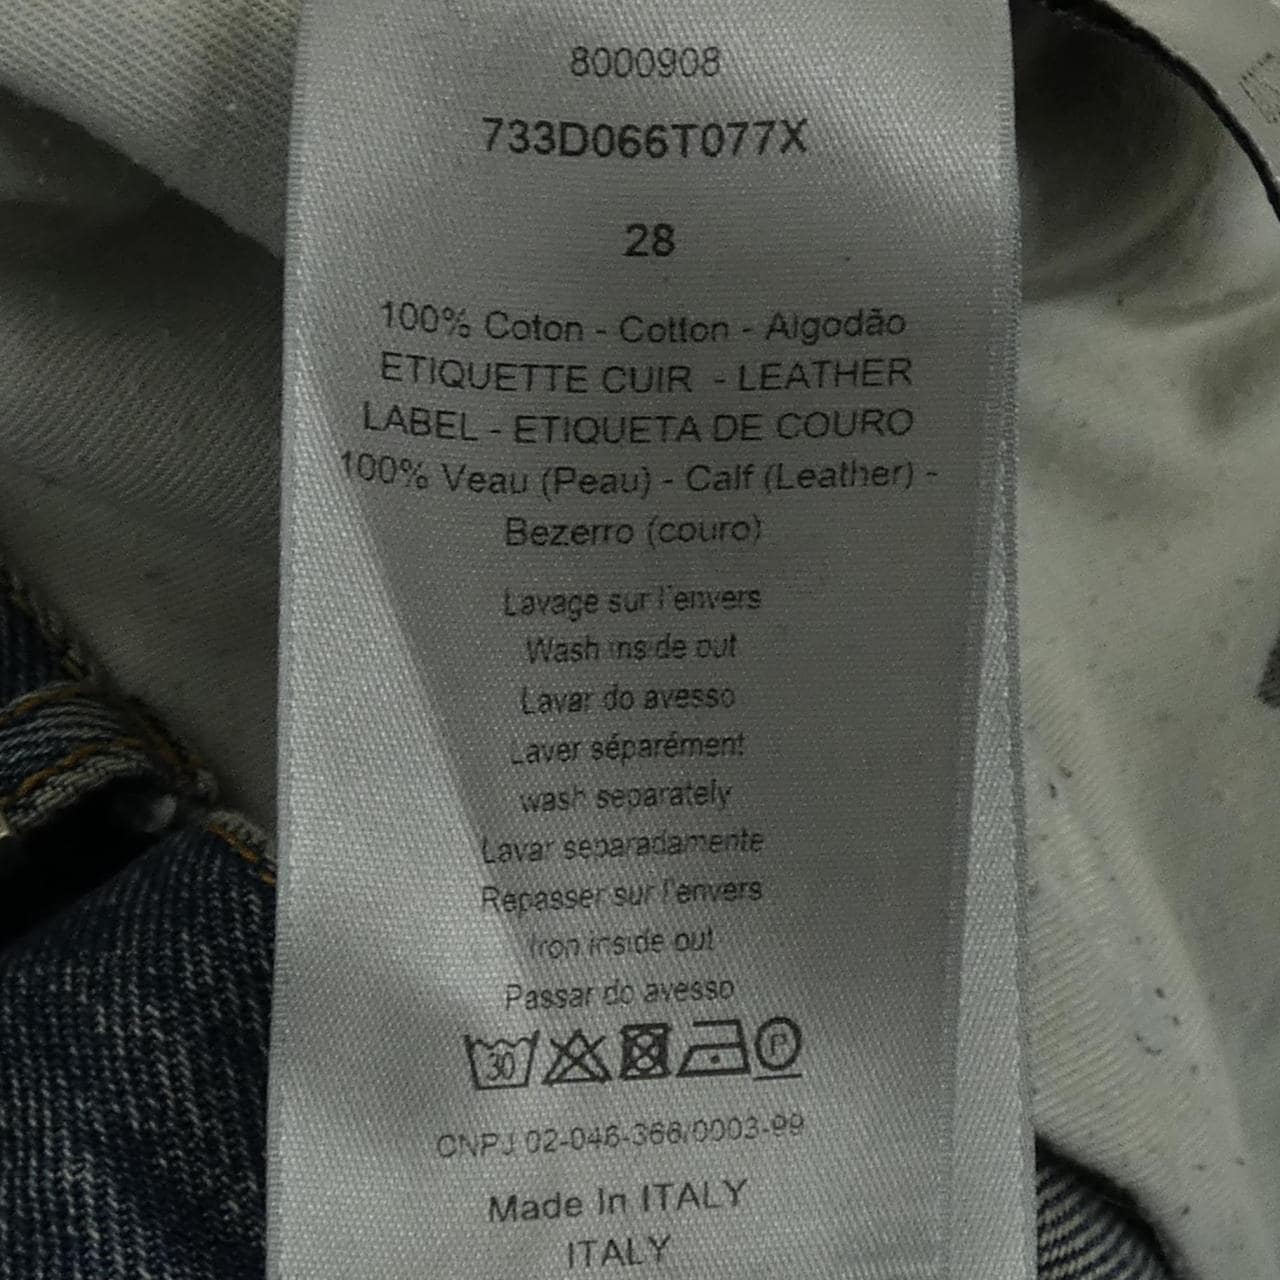 8000908
733D066T077X
28
100% Coton - Cotton - Algodão
ETIQUETTE CUIR - LEATHER
LABEL - ETIQUETA DE COURO
100% Veau (Peau) - Calf (Leather) -
Bezerro (couro)
Lavage sur l'envers
Wash inside out
Lavar do avesso
Laver séparément
wash separately
Lavar separadamente
Repasser sur l'envers
Iron inside out
Passar do avesso
30 P
CNPJ 02-046-366/0003-99
Made In ITALY
ITALY